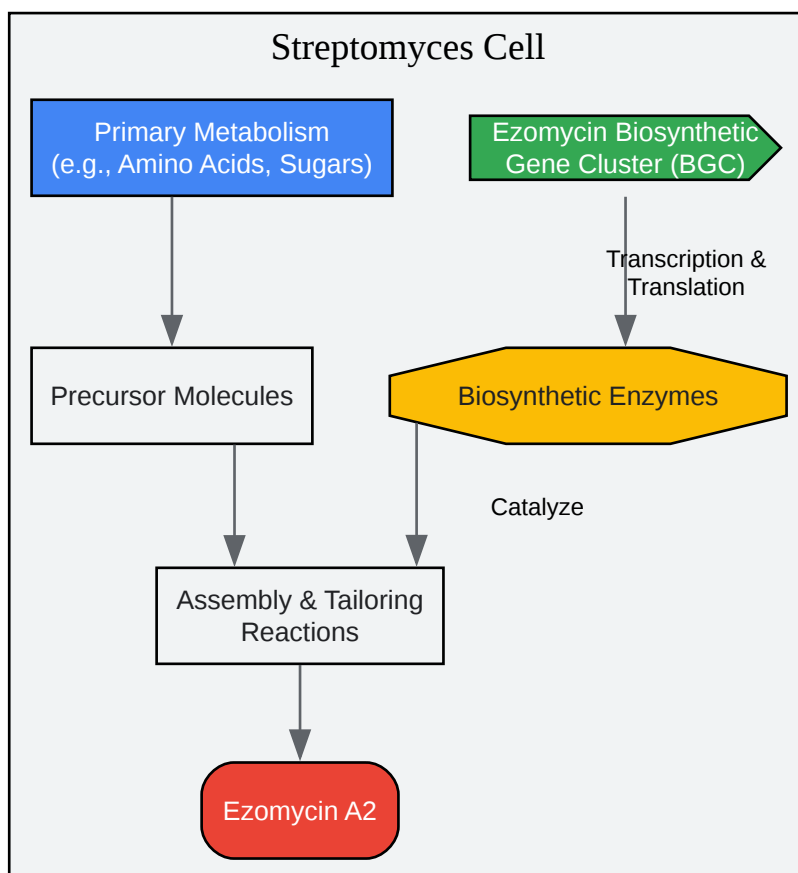 Streptomyces Cell
Primary Metabolism
(e.g., Amino Acids, Sugars)
Ezomycin Biosynthetic
Gene Cluster (BGC)
Transcription &
Translation
Precursor Molecules
Biosynthetic Enzymes
Catalyze
Assembly & Tailoring
Reactions
Ezomycin A2